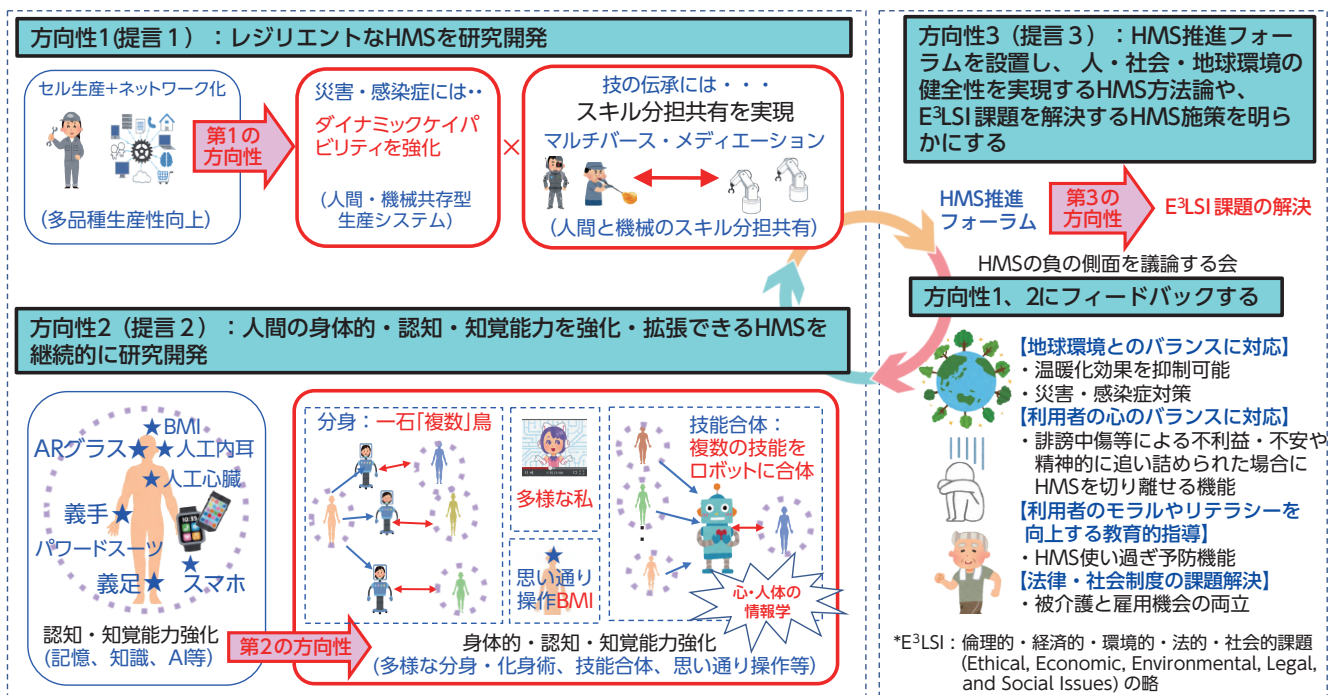 方向性1(提言1）：レジリエントなHMSを研究開発
セル生産+ネットワーク化
(多品種生産性向上)
第1の
方向性
災害・感染症には・・
ダイナミックケイパ
ビリティを強化
(人間・機械共存型
生産システム)
×
技の伝承には・・・
スキル分担共有を実現
マルチバース・メディエーション
(人間と機械のスキル分担共有)
方向性2（提言2）：人間の身体的・認知・知覚能力を強化・拡張できるHMSを
継続的に研究開発
★BMI
ARグラス★ ★人工内耳
★人工心臓
義手★
パワードスーツ
義足★ ★スマホ
認知・知覚能力強化
(記憶、知識、AI等)
第2の方向性
分身：一石「複数」鳥
多様な私
思い通り
操作BMI
技能合体：
複数の技能を
ロボットに合体
心・人体の
情報学
身体的・認知・知覚能力強化
(多様な分身・化身術、技能合体、思い通り操作等)
方向性3（提言3）：HMS推進フォー
ラムを設置し、 人・社会・地球環境の
健全性を実現するHMS方法論や、
E³LSI課題を解決するHMS施策を明ら
かにする
HMS推進
フォーラム
第3の
方向性
E³LSI課題の解決
HMSの負の側面を議論する会
方向性1、2にフィードバックする
【地球環境とのバランスに対応】
・温暖化効果を抑制可能
・災害・感染症対策
【利用者の心のバランスに対応】
・誹謗中傷等による不利益・不安や
精神的に追い詰められた場合に
HMSを切り離せる機能
【利用者のモラルやリテラシーを
向上する教育的指導】
・HMS使い過ぎ予防機能
【法律・社会制度の課題解決】
・被介護と雇用機会の両立
*E³LSI：倫理的・経済的・環境的・法的・社会的課題
(Ethical, Economic, Environmental, Legal,
and Social Issues) の略